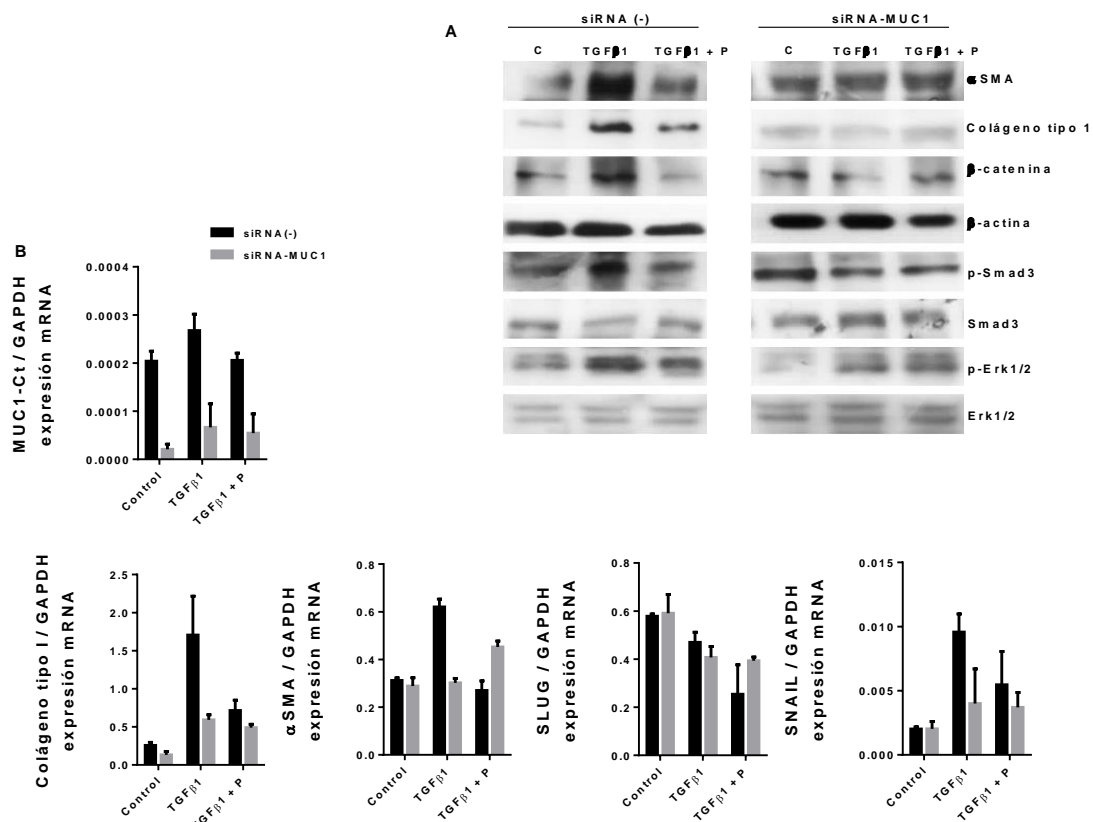 A
siRNA (-)
siRNA-MUC1
C TGFβ1 TGFβ1 + P
C TGFβ1 TGFβ1 + P
αSMA
Colágeno tipo 1
β-catenina
β-actina
p-Smad3
Smad3
p-Erk1/2
Erk1/2
B
siRNA(-)
siRNA-MUC1
MUC1-Ct / GAPDH
expresión mRNA
0.0004
0.0003
0.0002
0.0001
0.0000
Control
TGFβ1
TGFβ1 + P
Colágeno tipo I / GAPDH
expresión mRNA
2.5
2.0
1.5
1.0
0.5
0.0
Control
TGFβ1
TGFβ1 + P
αSMA / GAPDH
expresión mRNA
0.8
0.6
0.4
0.2
0.0
Control
TGFβ1
TGFβ1 + P
SLUG / GAPDH
expresión mRNA
0.8
0.6
0.4
0.2
0.0
Control
TGFβ1
TGFβ1 + P
SNAIL / GAPDH
expresión mRNA
0.015
0.010
0.005
0.000
Control
TGFβ1
TGFβ1 + P